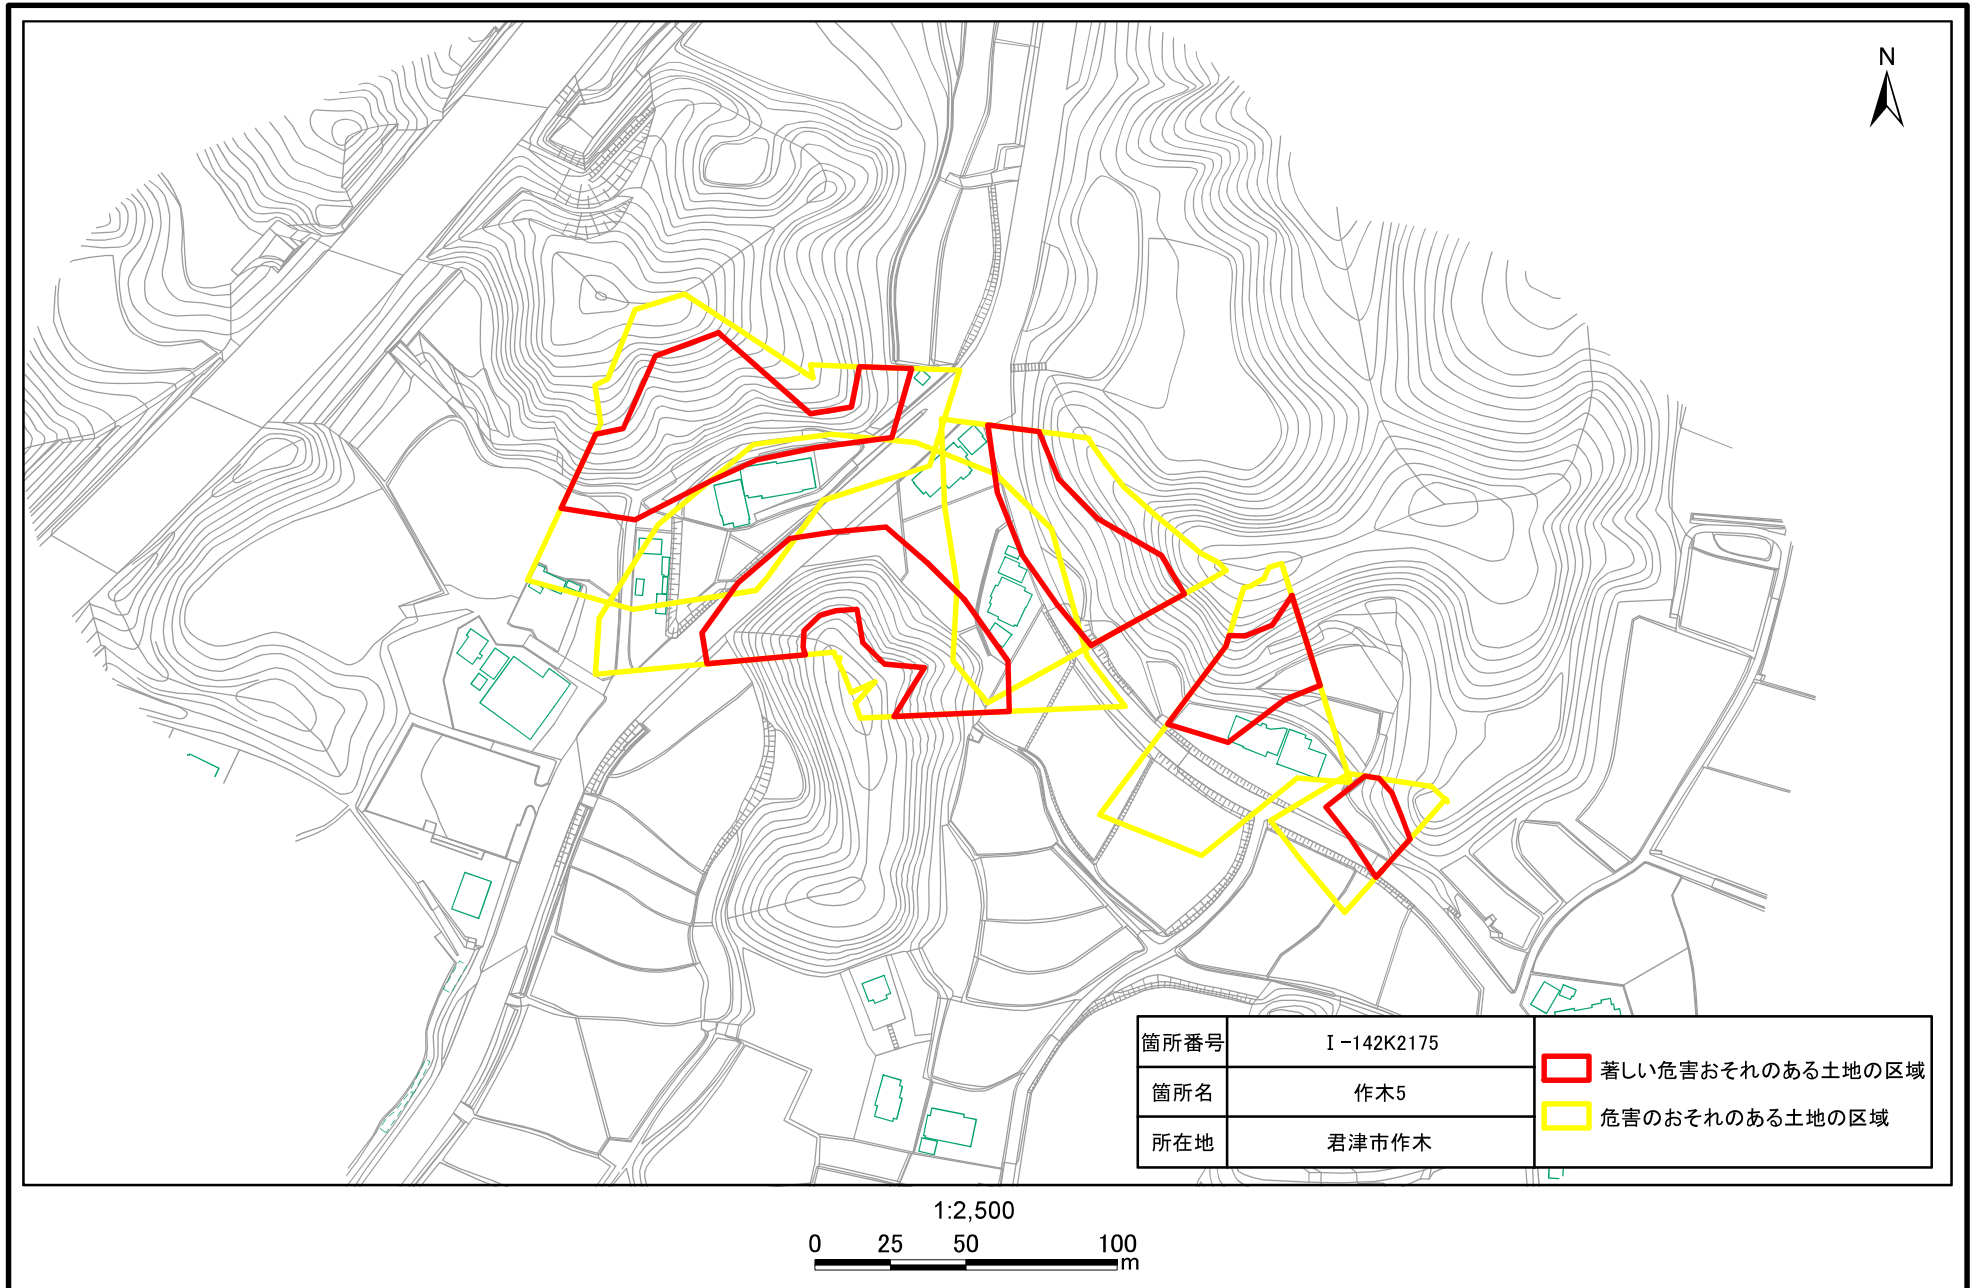 N
箇所番号 Ⅰ-142K2175
箇所名 作木5
所在地 君津市作木
著しい危害おそれのある土地の区域
危害のおそれのある土地の区域
1:2,500
0 25 50 100
m